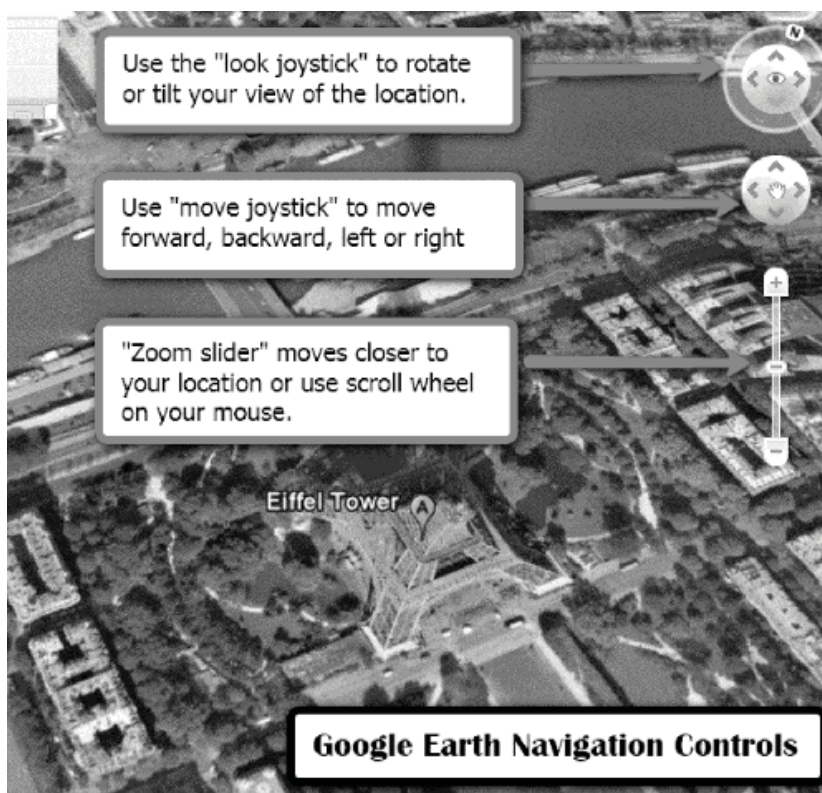 N
Use the "look joystick" to rotate
or tilt your view of the location.
Use "move joystick" to move
forward, backward, left or right
"Zoom slider" moves closer to
your location or use scroll wheel
on your mouse.
Eiffel Tower
A
Google Earth Navigation Controls